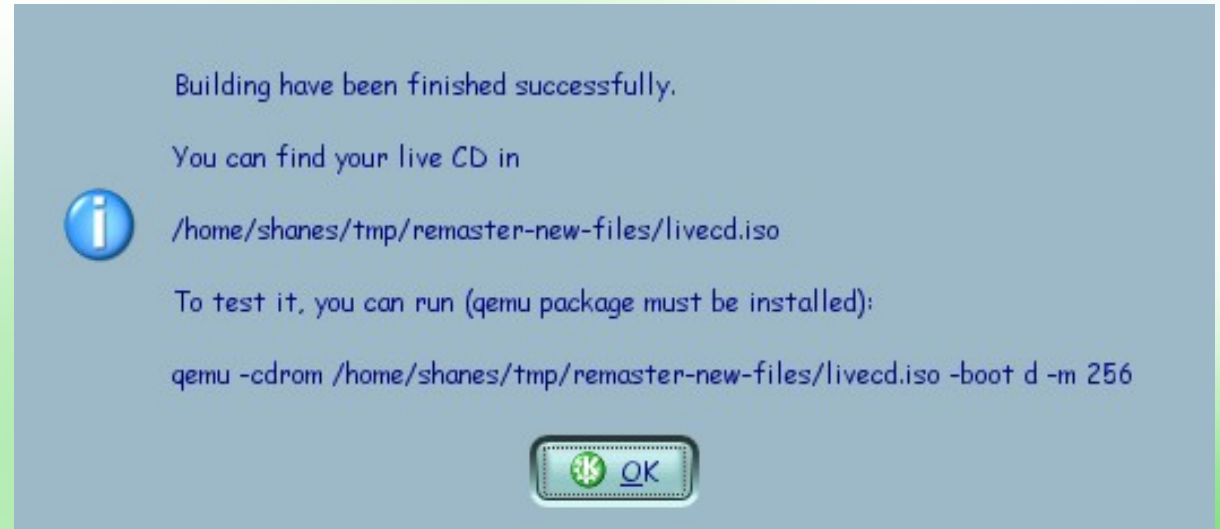 Building have been finished successfully.
You can find your live CD in
/home/shanes/tmp/remaster-new-files/livecd.iso
To test it, you can run (qemu package must be installed):
qemu -cdrom /home/shanes/tmp/remaster-new-files/livecd.iso -boot d -m 256
OK